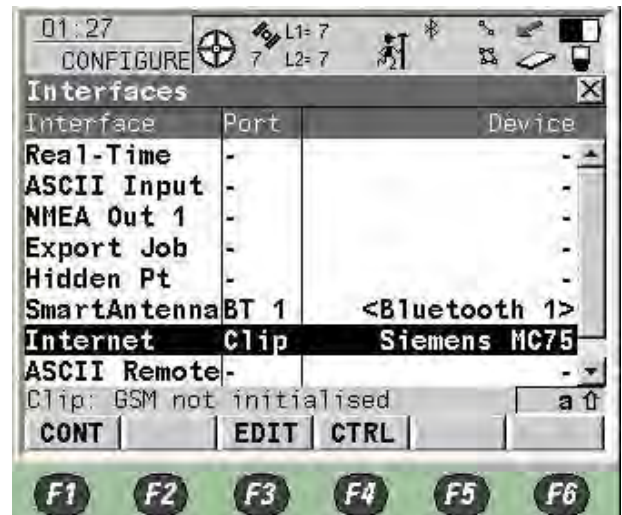 01:27
CONFIGURE
7
L1= 7
L2= 7
2
Interfaces
Interface Port Device
Real-Time - -
ASCII Input - -
NMEA Out 1 - -
Export Job - -
Hidden Pt - -
SmartAntenna BT 1 <Bluetooth 1>
Internet Clip Siemens MC75
ASCII Remote - -
Clip: GSM not initialised a
CONT EDIT CTRL
F1 F2 F3 F4 F5 F6